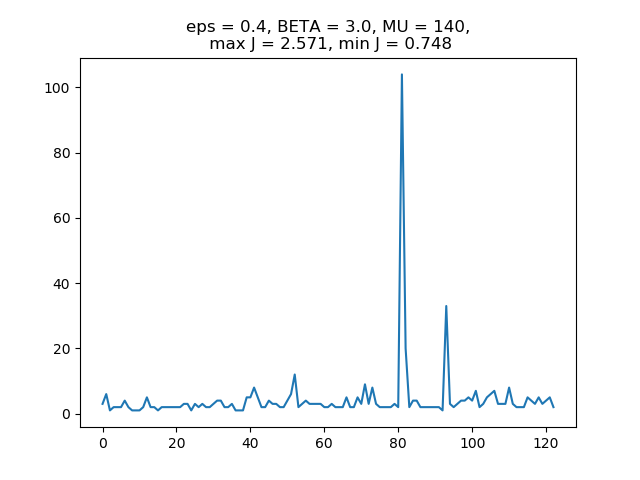 eps = 0.4, BETA = 3.0, MU = 140,
max J = 2.571, min J = 0.748
100
80
60
40
20
0
0 20 40 60 80 100 120